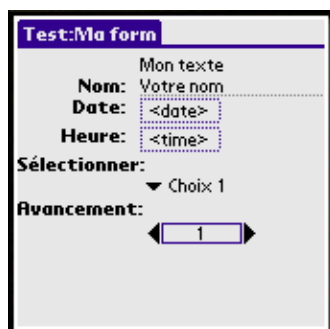 Test:Ma form
Mon texte
Nom: Votre nom
Date: <date>
Heure: <time>
Sélectionner:
Choix 1
Avancement:
1